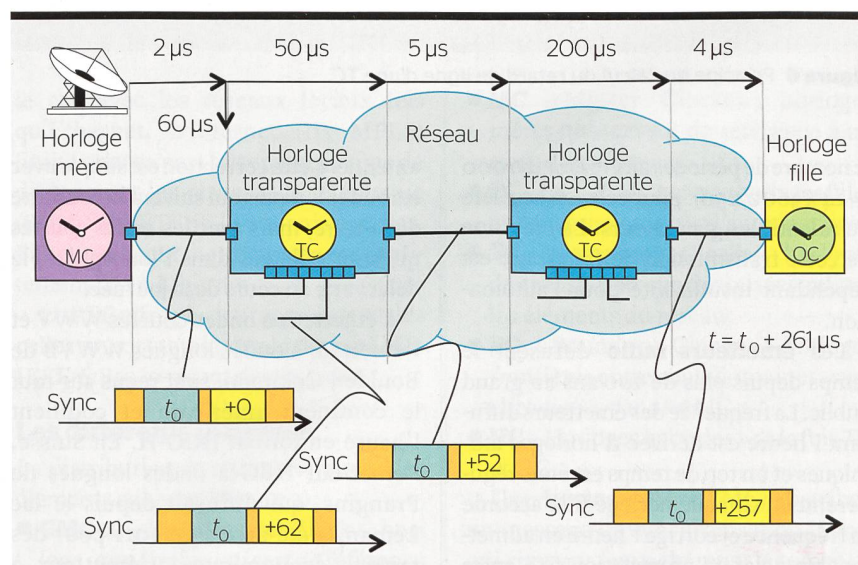 2 µs 50 µs 5 µs 200 µs 4 µs
60 µs
Réseau
Horloge
mère
Horloge
transparente
Horloge
transparente
Horloge
fille
MC
TC
TC
OC
t = t0 + 261 µs
Sync t0 +0
Sync t0 +52
Sync t0 +62
Sync t0 +257